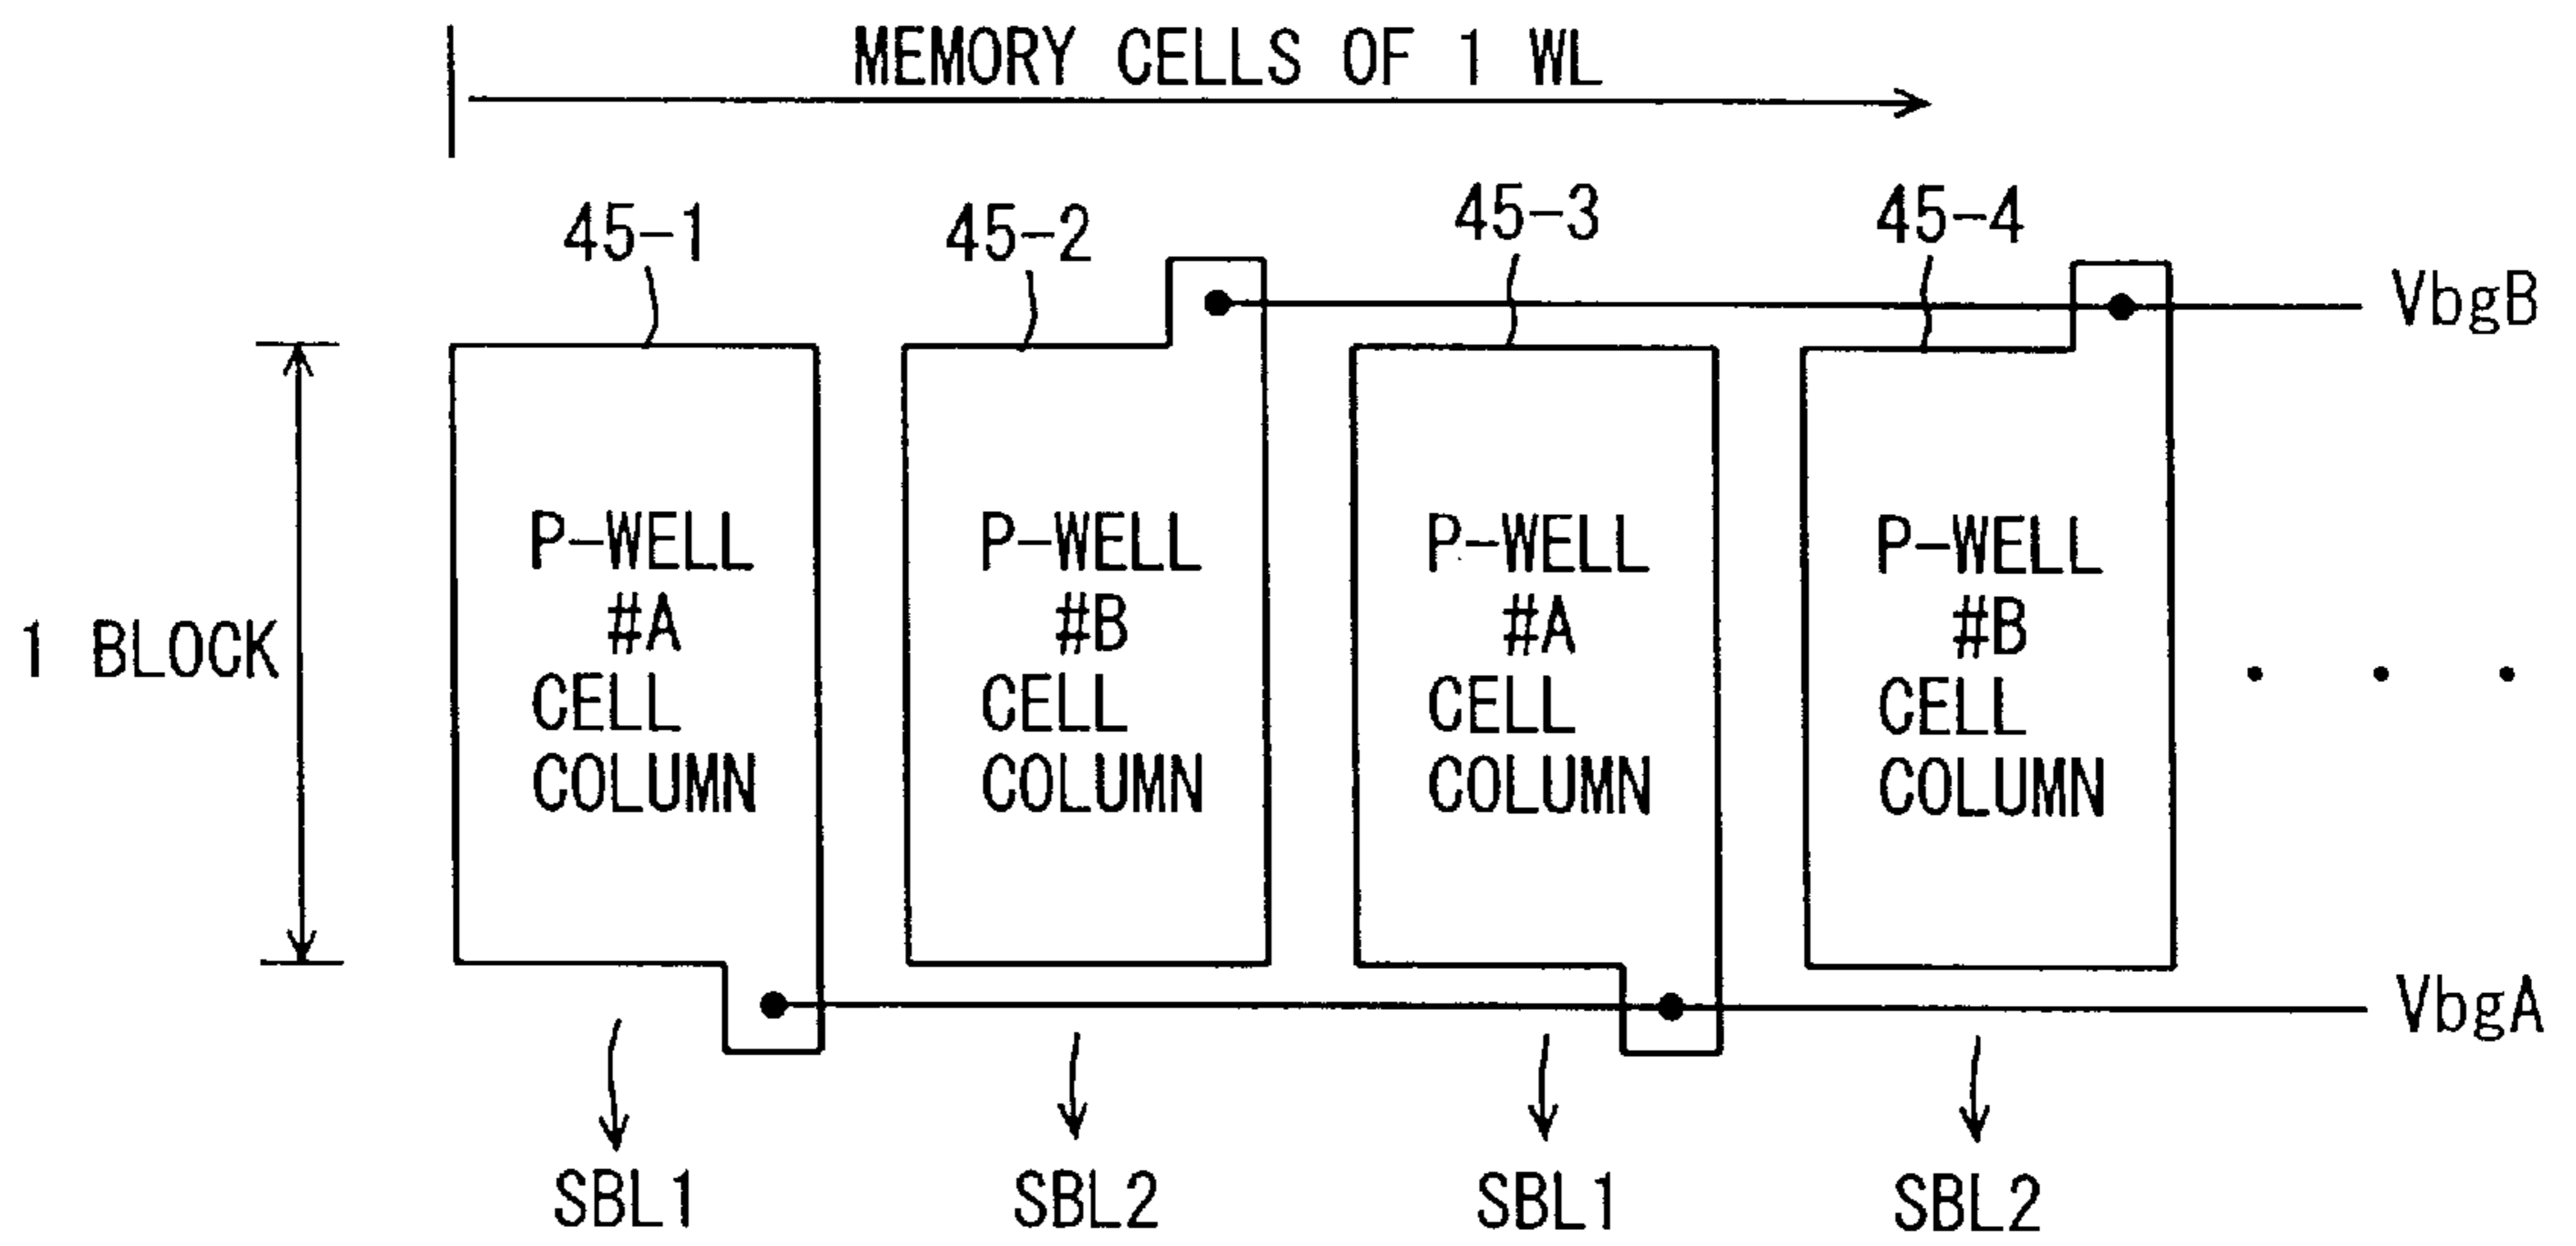 MEMORY CELLS OF 1 WL
45-1
45-2
45-3
45-4
VbgB
1 BLOCK
P-WELL
#A
CELL
COLUMN
P-WELL
#B
CELL
COLUMN
P-WELL
#A
CELL
COLUMN
P-WELL
#B
CELL
COLUMN
. . .
VbgA
SBL1
SBL2
SBL1
SBL2